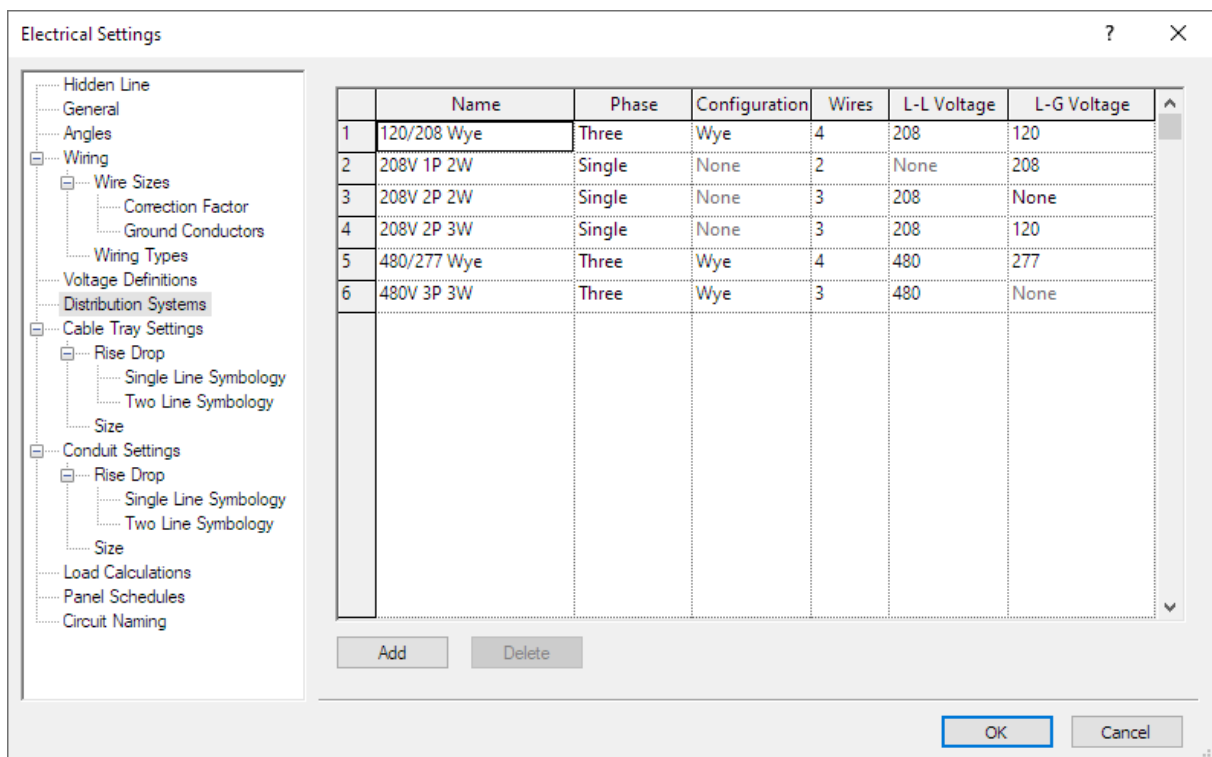 Electrical Settings ? ×
Hidden Line
General
Angles
Wiring
Wire Sizes
Correction Factor
Ground Conductors
Wiring Types
Voltage Definitions
Distribution Systems
Cable Tray Settings
Rise Drop
Single Line Symbology
Two Line Symbology
Size
Conduit Settings
Rise Drop
Single Line Symbology
Two Line Symbology
Size
Load Calculations
Panel Schedules
Circuit Naming
Name Phase Configuration Wires L-L Voltage L-G Voltage
1 120/208 Wye Three Wye 4 208 120
2 208V 1P 2W Single None 2 None 208
3 208V 2P 2W Single None 3 208 None
4 208V 2P 3W Single None 3 208 120
5 480/277 Wye Three Wye 4 480 277
6 480V 3P 3W Three Wye 3 480 None
Add Delete
OK Cancel